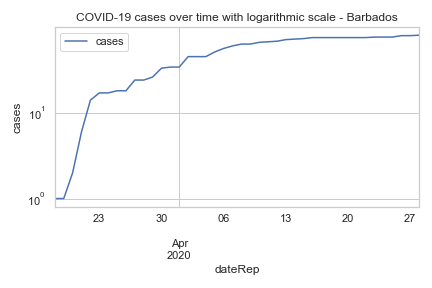 COVID-19 cases over time with logarithmic scale - Barbados
cases
cases
10¹
10⁰
23 30 06 13 20 27
Apr
2020
dateRep